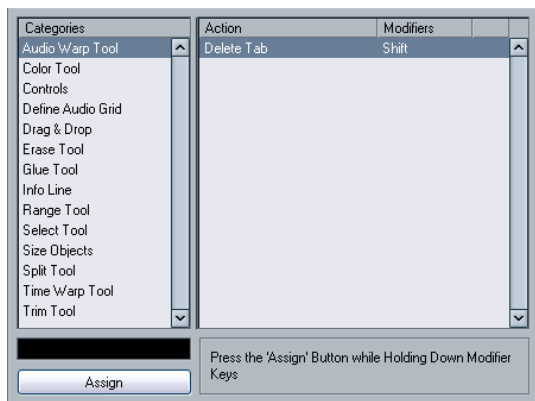 Categories
Action Modifiers
Audio Warp Tool
Delete Tab Shift
Color Tool
Controls
Define Audio Grid
Drag & Drop
Erase Tool
Glue Tool
Info Line
Range Tool
Select Tool
Size Objects
Split Tool
Time Warp Tool
Trim Tool
Press the 'Assign' Button while Holding Down Modifier
Keys
Assign